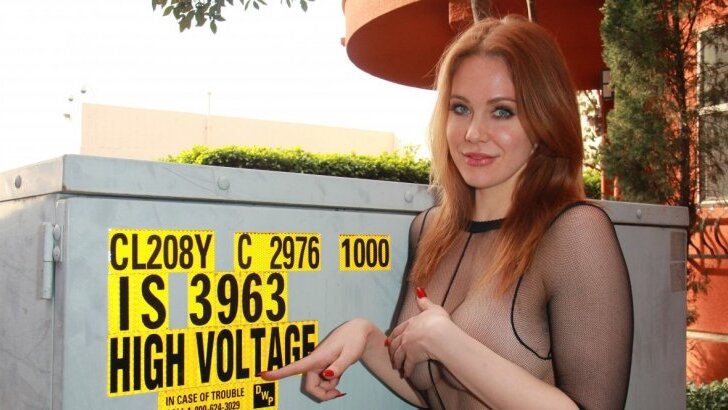 CL208Y C 2976 1000
IS 3963
HIGH VOLTAGE
IN CASE OF TROUBLE
DWP